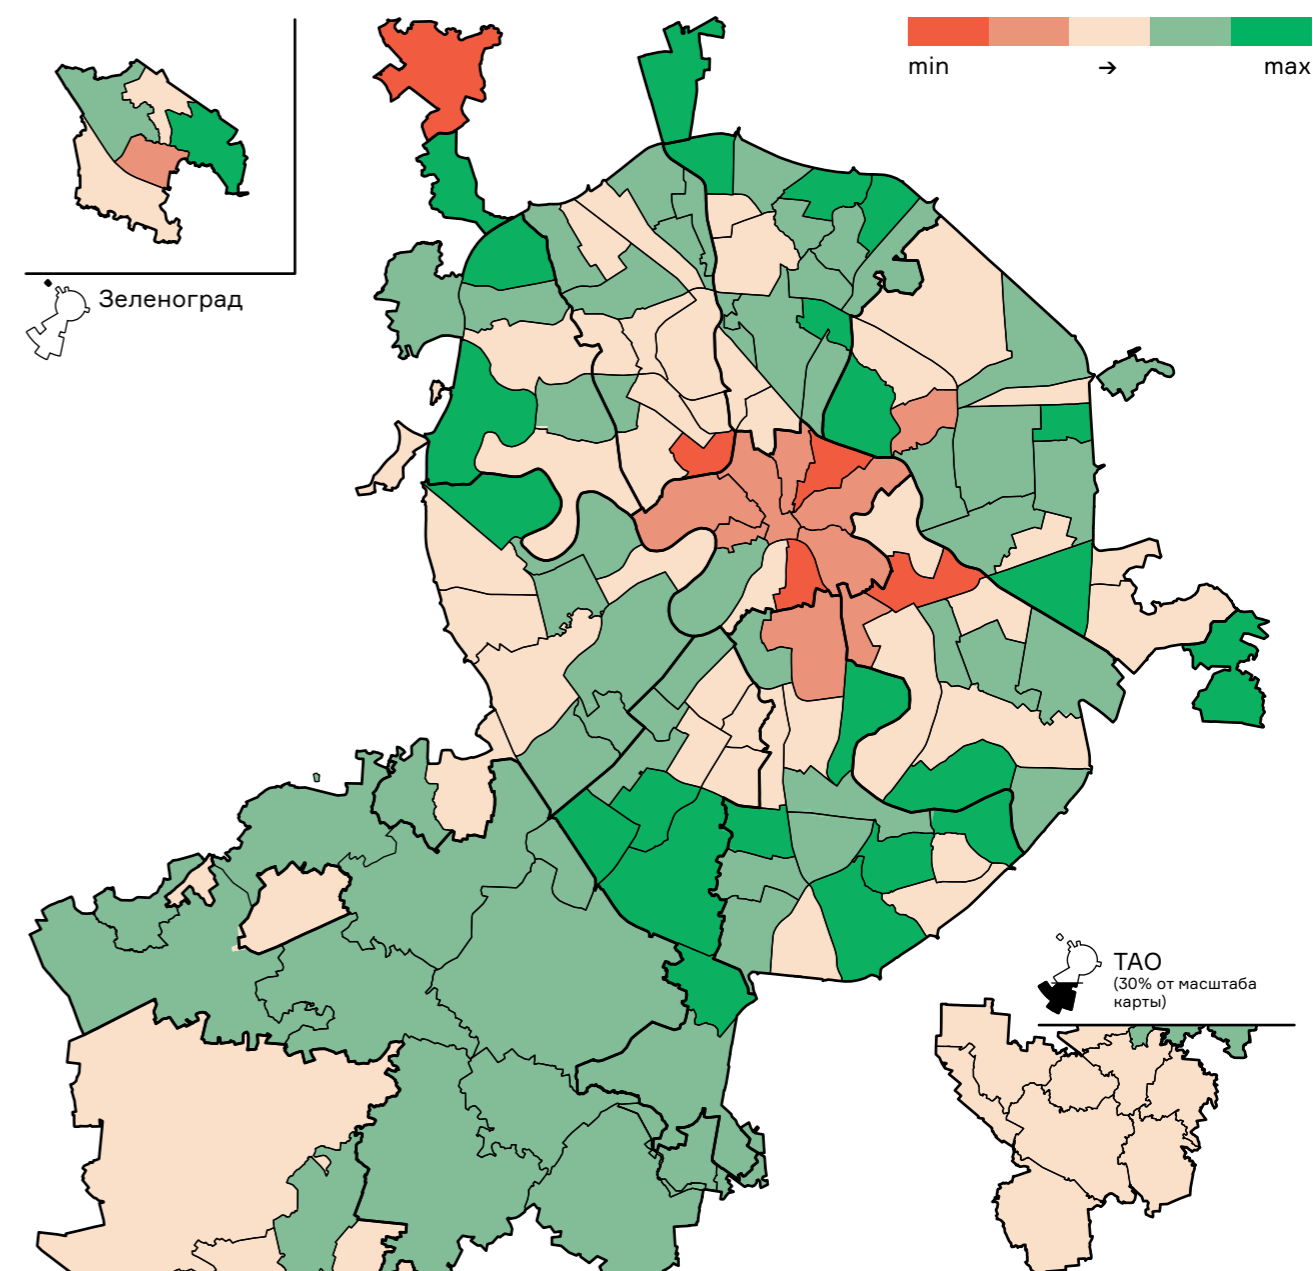 min → max
Зеленоград
ТАО
(30% от масштаба
карты)